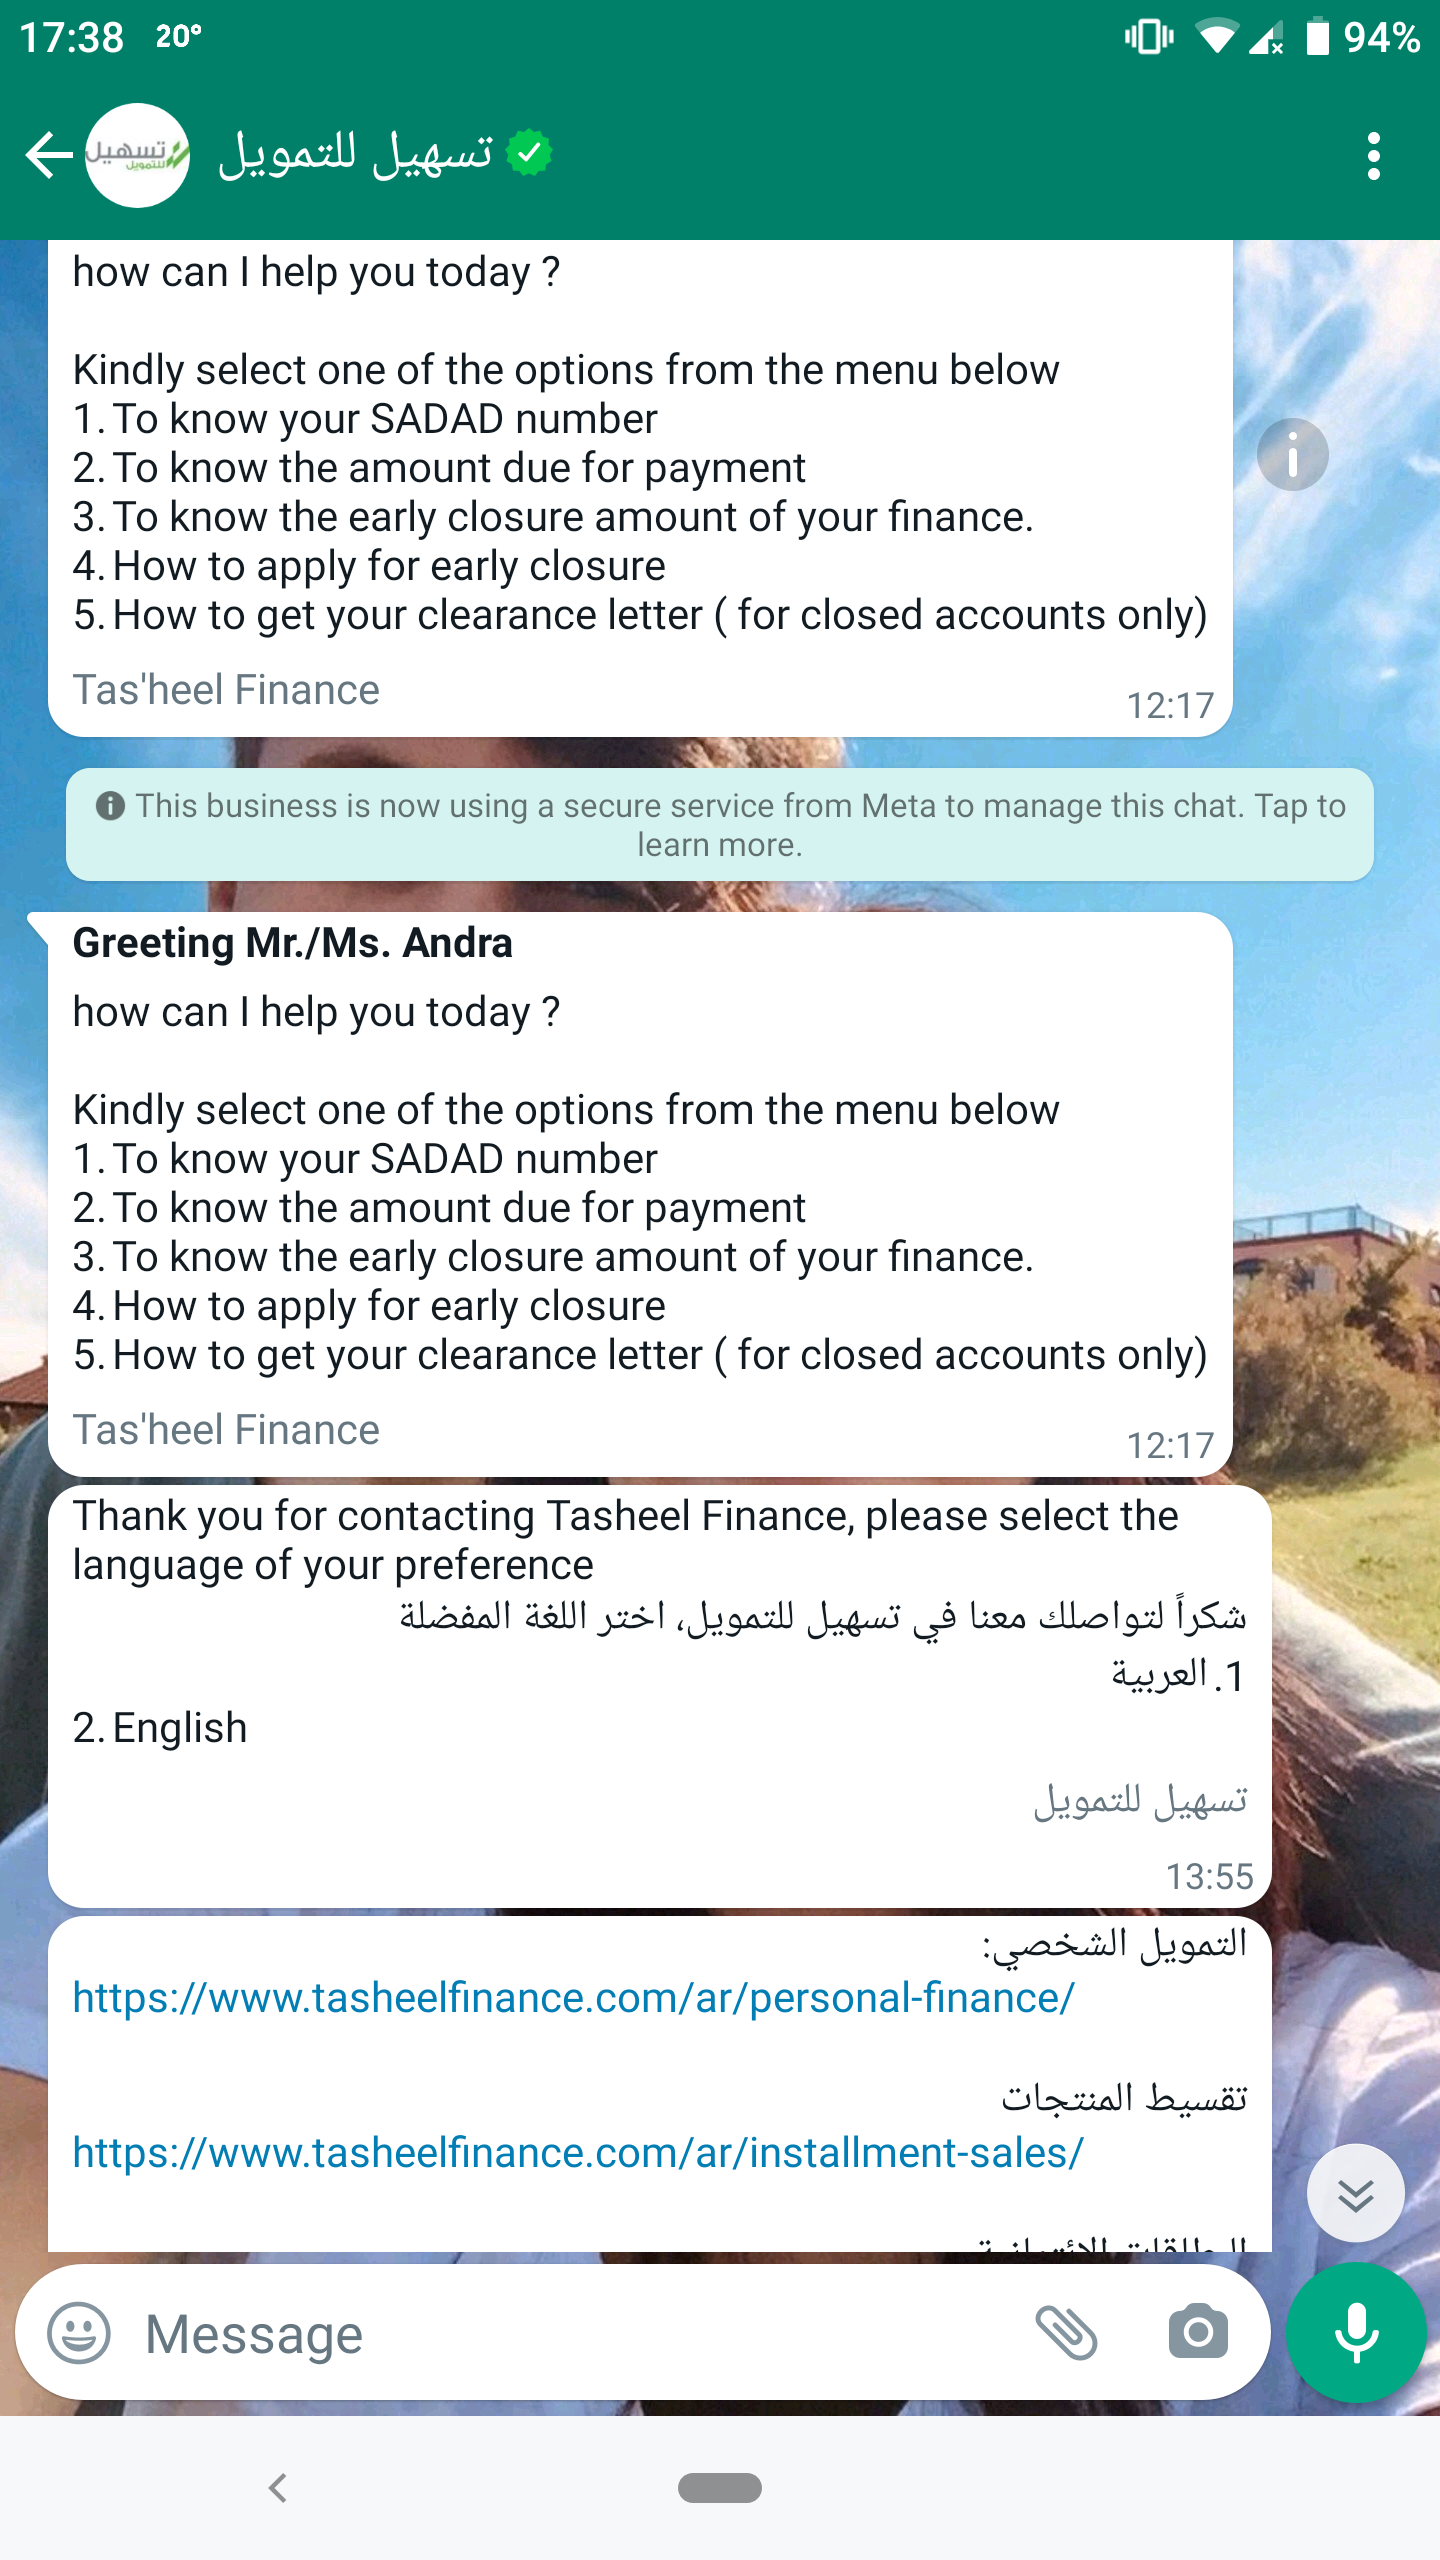 17:38 20° 94%
تسهيل للتمويل
تسهيل للتمويل
how can I help you today ?
Kindly select one of the options from the menu below
1. To know your SADAD number
2. To know the amount due for payment
3. To know the early closure amount of your finance.
4. How to apply for early closure
5. How to get your clearance letter ( for closed accounts only)
Tas'heel Finance
12:17
This business is now using a secure service from Meta to manage this chat. Tap to
learn more.
Greeting Mr./Ms. Andra
how can I help you today ?
Kindly select one of the options from the menu below
1. To know your SADAD number
2. To know the amount due for payment
3. To know the early closure amount of your finance.
4. How to apply for early closure
5. How to get your clearance letter ( for closed accounts only)
Tas'heel Finance
12:17
Thank you for contacting Tasheel Finance, please select the
language of your preference
شكراً لتواصلك معنا في تسهيل للتمويل، اختر اللغة المفضلة
1. العربية
2. English
تسهيل للتمويل
13:55
التمويل الشخصي:
https://www.tasheelfinance.com/ar/personal-finance/
تقسيط المنتجات
https://www.tasheelfinance.com/ar/installment-sales/
Message